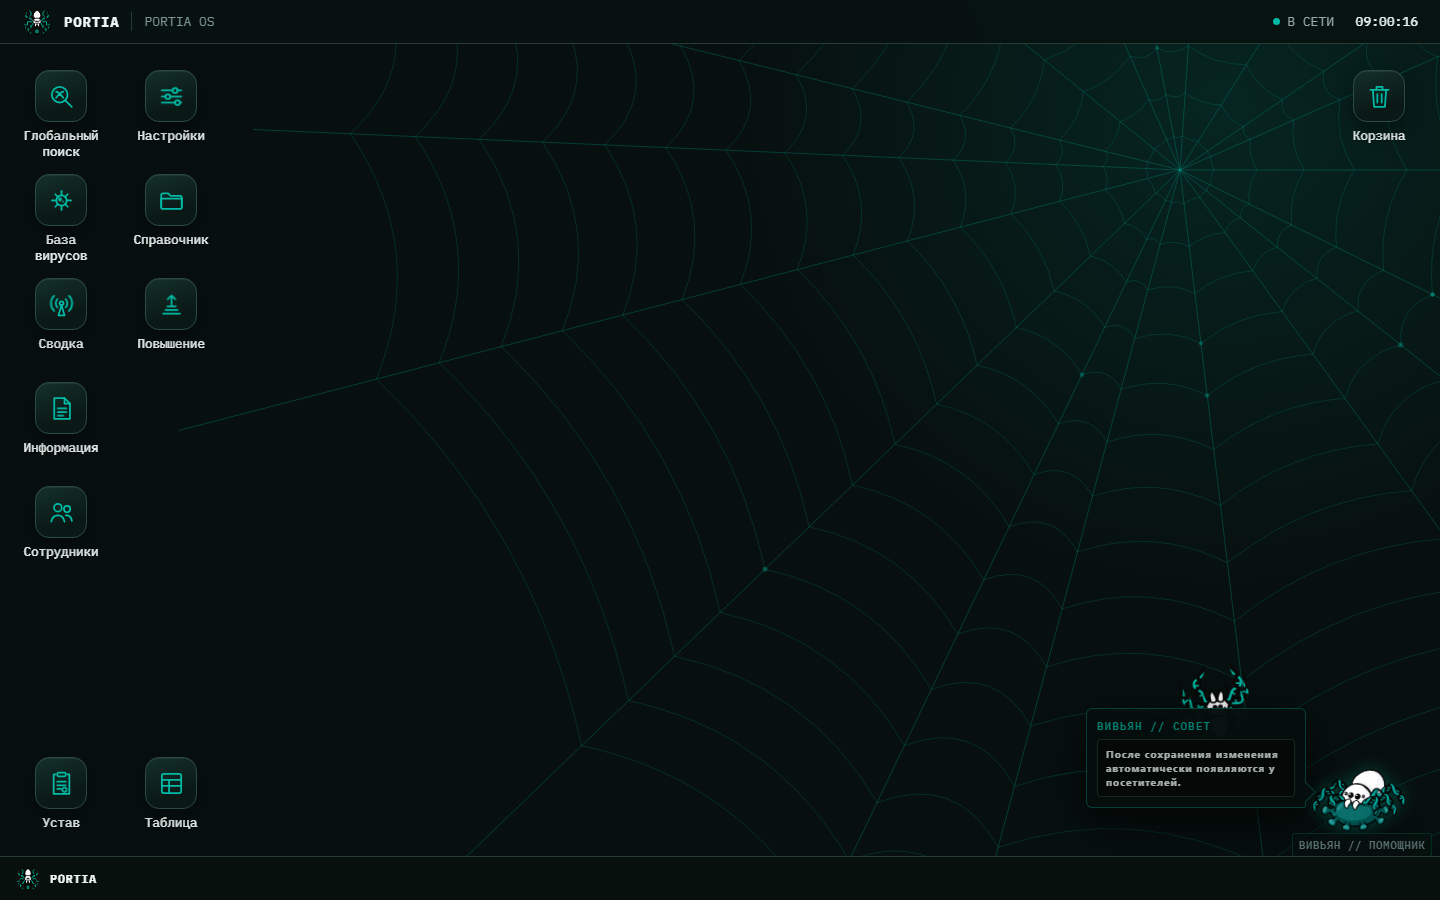 PORTIA
PORTIA OS
В СЕТИ
09:00:16
Глобальный
поиск
Настройки
Корзина
База
вирусов
Справочник
Сводка
Повышение
Информация
Сотрудники
ВИВЬЯН // СОВЕТ
После сохранения изменения
автоматически появляются у
посетителей.
Устав
Таблица
ВИВЬЯН // ПОМОЩНИК
PORTIA